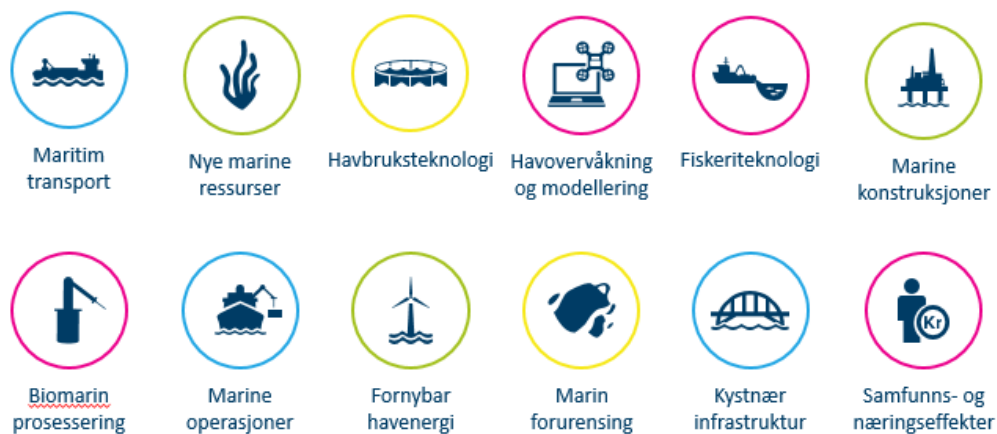 Maritim
transport
Nye marine
ressurser
Havbruksteknologi
Havovervåkning
og modellering
Fiskeriteknologi
Marine
konstruksjoner
Biomarin
prosessering
Marine
operasjoner
Fornybar
havenergi
Marin
forurensing
Kystnær
infrastruktur
Kr
Samfunns- og
næringseffekter